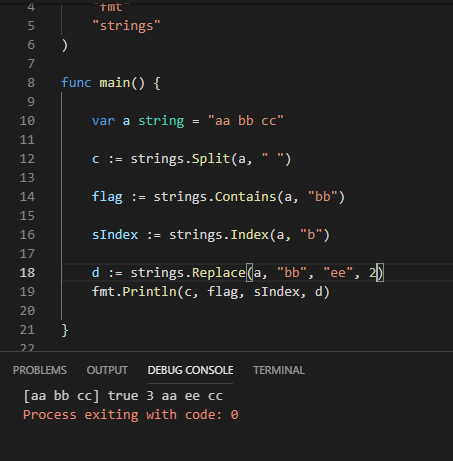 4 "fmt"
5 "strings"
6 )
7
8 func main() {
9
10 var a string = "aa bb cc"
11
12 c := strings.Split(a, " ")
13
14 flag := strings.Contains(a, "bb")
15
16 sIndex := strings.Index(a, "b")
17
18 d := strings.Replace(a, "bb", "ee", 2)
19 fmt.Println(c, flag, sIndex, d)
20
21 }
22
PROBLEMS OUTPUT DEBUG CONSOLE TERMINAL
[aa bb cc] true 3 aa ee cc
Process exiting with code: 0